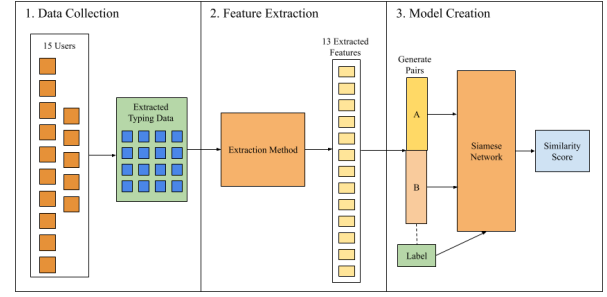 1. Data Collection
15 Users
Extracted
Typing Data
2. Feature Extraction
Extraction Method
13 Extracted
Features
3. Model Creation
Generate
Pairs
A
B
Label
Siamese
Network
Similarity
Score